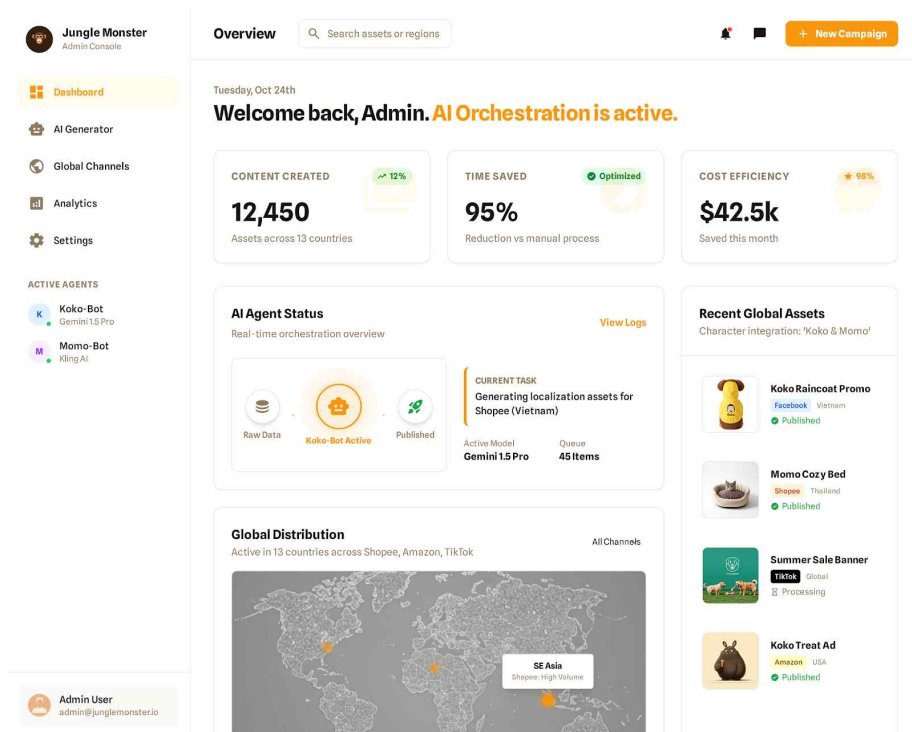 Jungle Monster
Admin Console
Dashboard
AI Generator
Global Channels
Analytics
Settings
ACTIVE AGENTS
K
Koko-Bot
Gemini 1.5 Pro
M
Momo-Bot
Kling AI
Admin User
admin@junglemonster.io
Overview
Search assets or regions
New Campaign
Tuesday, Oct 24th
Welcome back, Admin. AI Orchestration is active.
CONTENT CREATED
12%
12,450
Assets across 13 countries
TIME SAVED
Optimized
95%
Reduction vs manual process
COST EFFICIENCY
98%
$42.5k
Saved this month
AI Agent Status
Real-time orchestration overview
View Logs
Raw Data
Koko-Bot Active
Published
CURRENT TASK
Generating localization assets for
Shopee (Vietnam)
Active Model
Gemini 1.5 Pro
Queue
45 Items
Global Distribution
Active in 13 countries across Shopee, Amazon, TikTok
All Channels
SE Asia
Shopee: High Volume
Recent Global Assets
Character integration: 'Koko & Momo'
Koko Raincoat Promo
Facebook Vietnam
Published
Momo Cozy Bed
Shopee Thailand
Published
Summer Sale Banner
TikTok Global
Processing
Koko Treat Ad
Amazon USA
Published